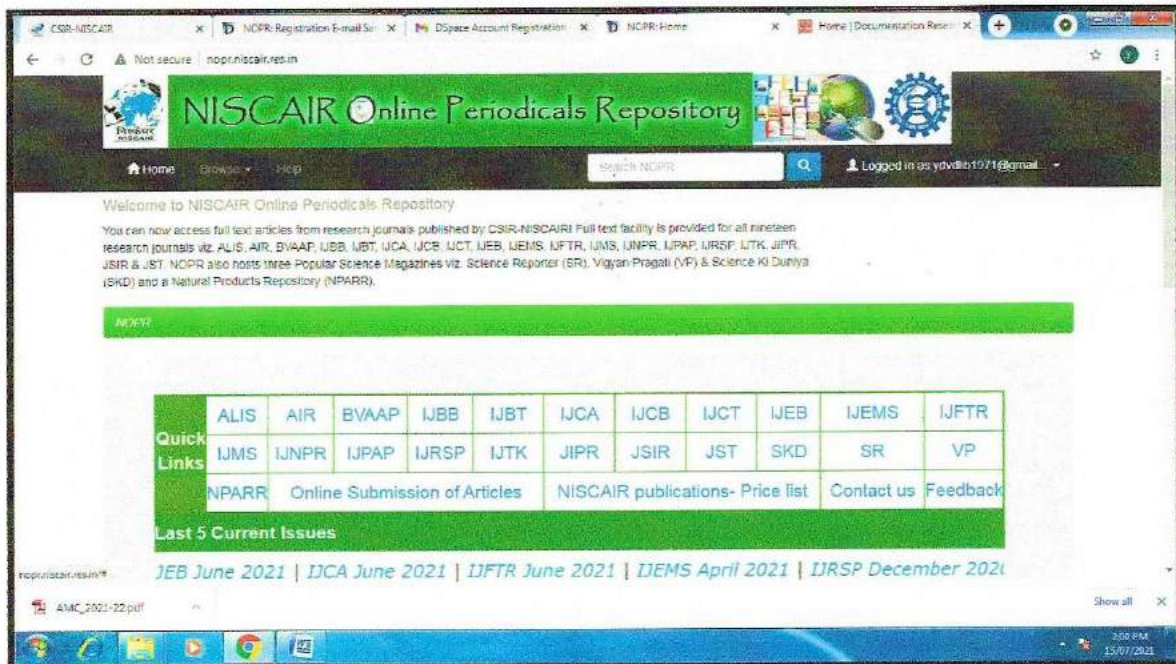 CSIR-NISCAIR
NOPR: Registration E-mail Se
DSpace Account Registration
NOPR: Home
Home | Documentation Resea
Not secure nopr.niscair.res.in
NISCAIR
NISCAIR Online Periodicals Repository
Home Browse Help
Search NOPR
Logged in as ydvdlib1971@gmail...
Welcome to NISCAIR Online Periodicals Repository
You can now access full text articles from research journals published by CSIR-NISCAIR! Full text facility is provided for all nineteen
research journals viz. ALIS, AIR, BVAAP, IJBB, IJBT, IJCA, IJCB, IJCT, IJEB, IJEMS, IJFTR, IJMS, IJNPR, IJPAP, IJRSP, IJTK, JIPR,
JSIR & JST. NOPR also hosts three Popular Science Magazines viz. Science Reporter (SR), Vigyan Pragati (VP) & Science Ki Duniya
(SKD) and a Natural Products Repository (NPARR).
NOPR
Quick Links
ALIS AIR BVAAP IJBB IJBT IJCA IJCB IJCT IJEB IJEMS IJFTR
IJMS IJNPR IJPAP IJRSP IJTK JIPR JSIR JST SKD SR VP
NPARR Online Submission of Articles NISCAIR publications- Price list Contact us Feedback
Last 5 Current Issues
JEB June 2021 | IJCA June 2021 | IJFTR June 2021 | IJEMS April 2021 | IJRSP December 202
nopr.niscair.res.in/#
AMC_2021-22.pdf
Show all
2:00 PM
15/07/2021